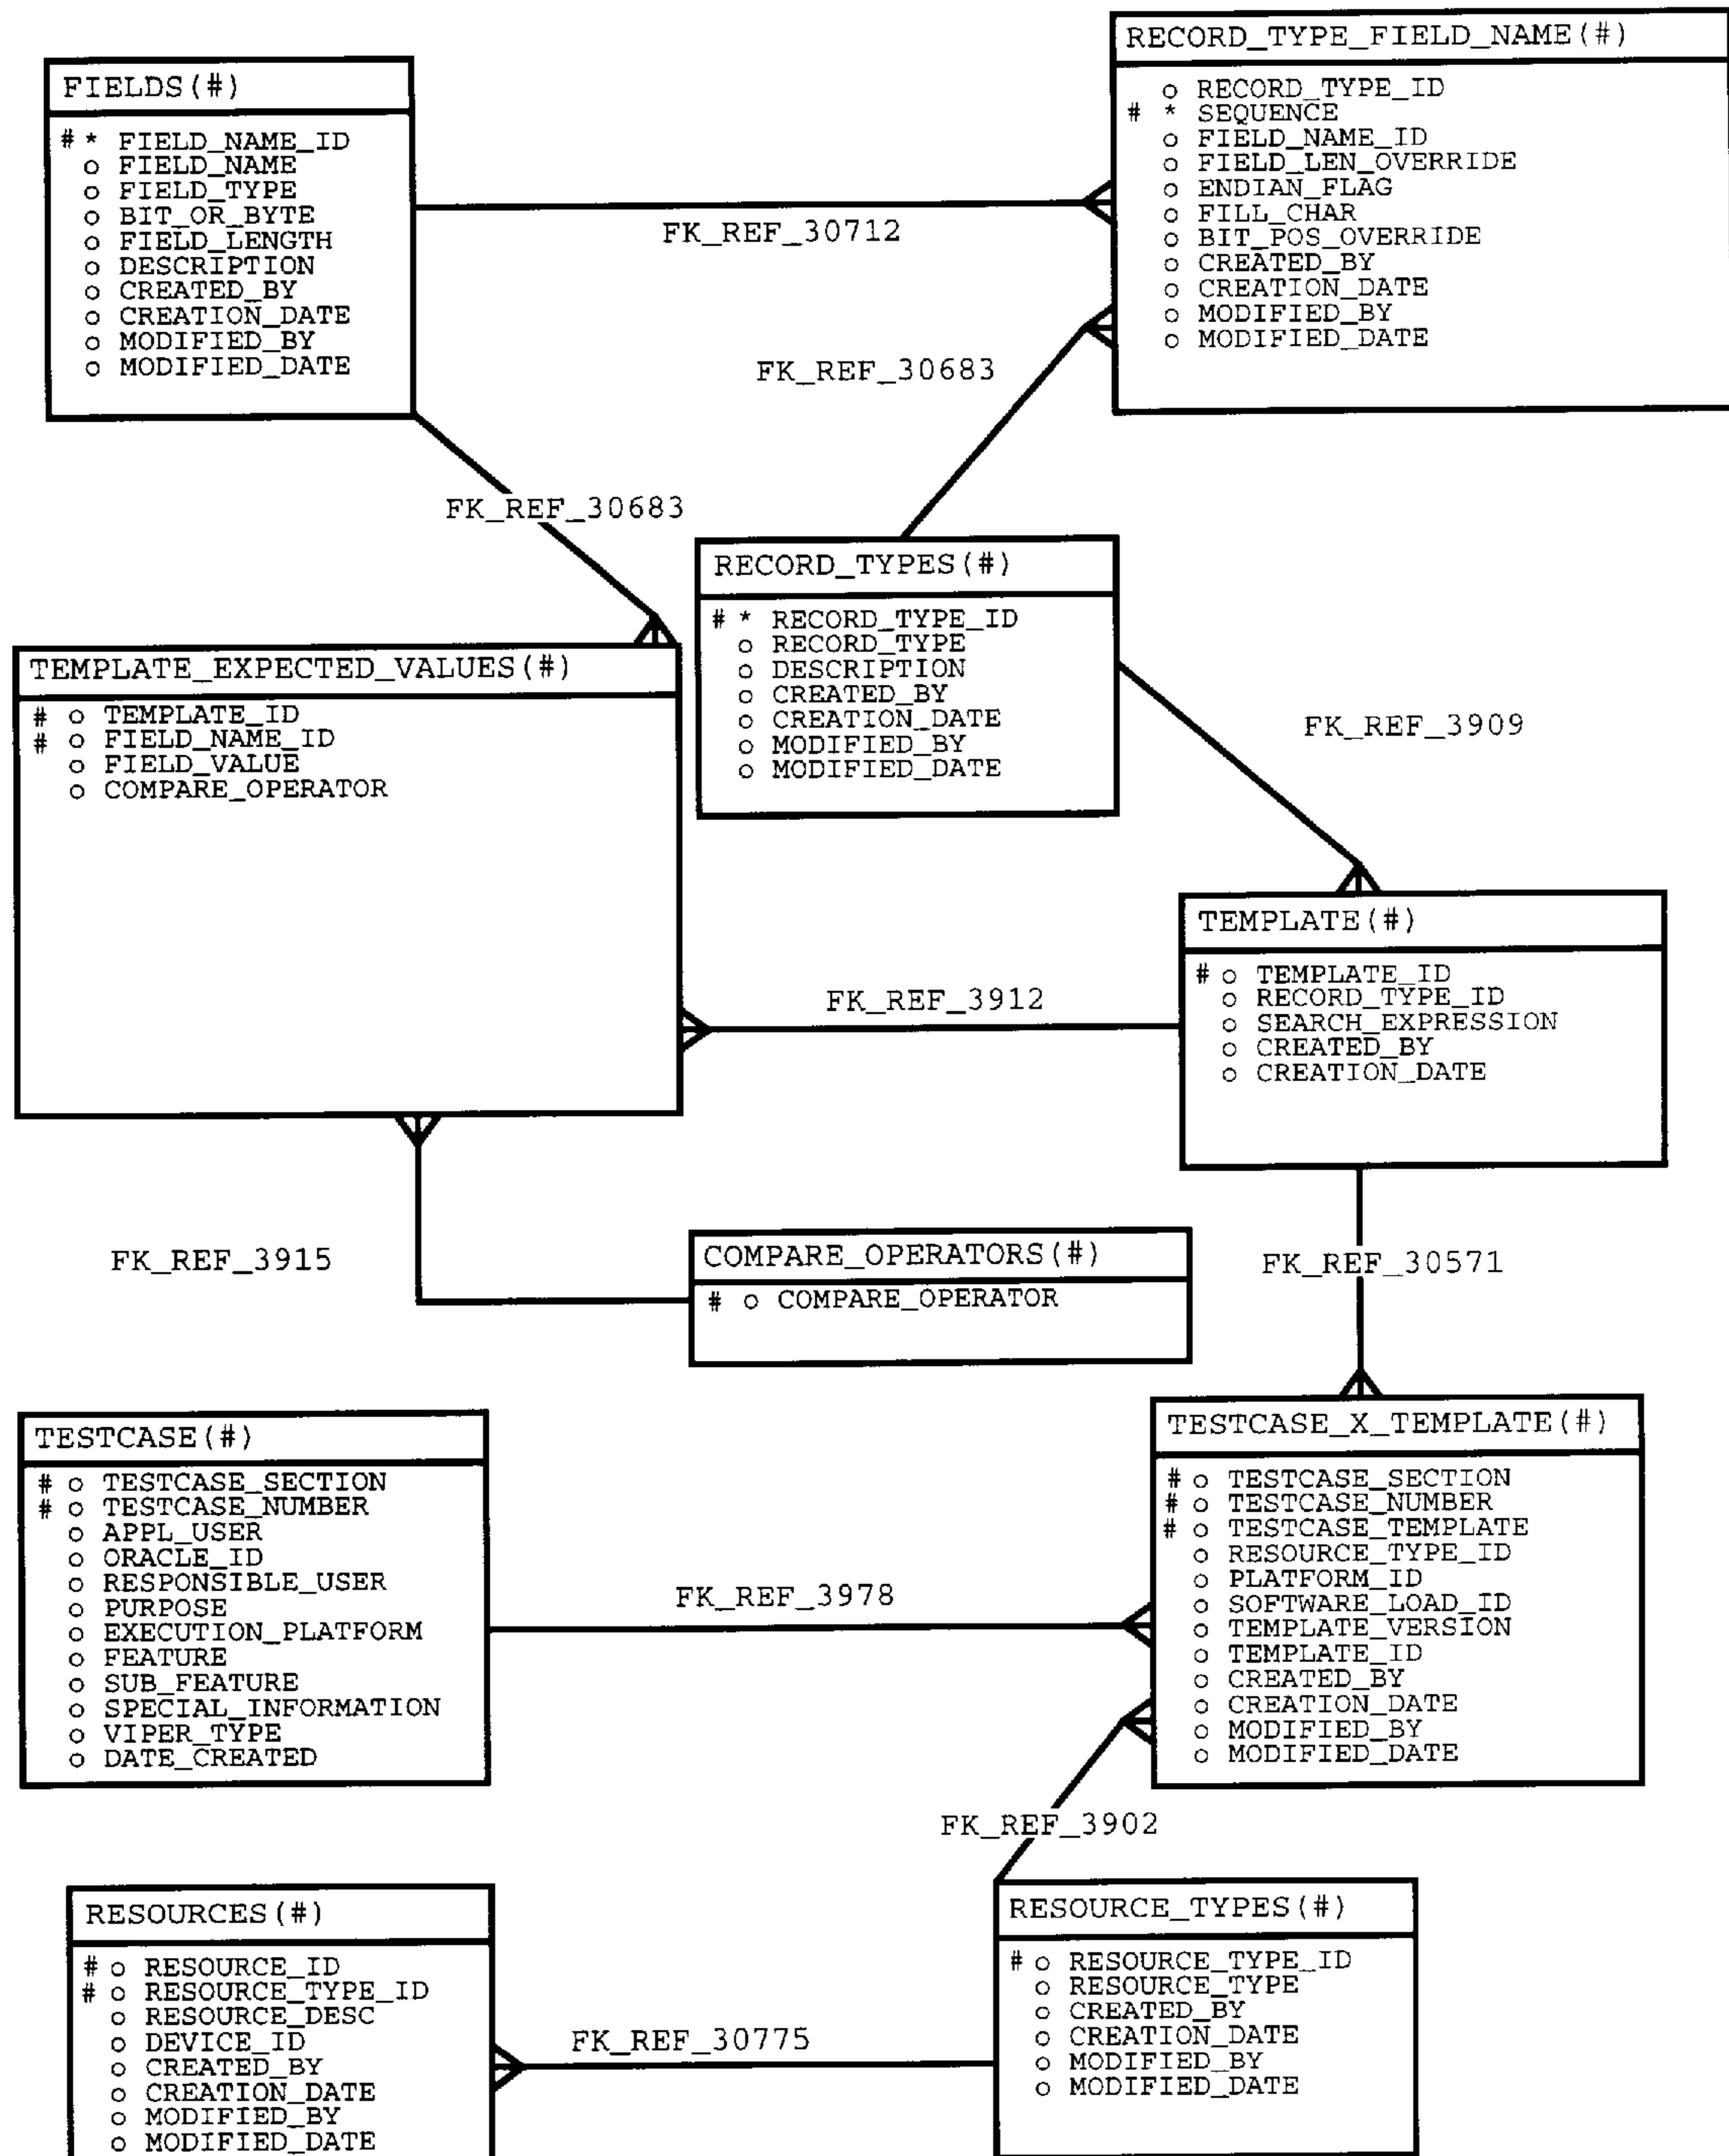 FIELDS(#)
# * FIELD_NAME_ID
o FIELD_NAME
o FIELD_TYPE
o BIT_OR_BYTE
o FIELD_LENGTH
o DESCRIPTION
o CREATED_BY
o CREATION_DATE
o MODIFIED_BY
o MODIFIED_DATE
RECORD_TYPE_FIELD_NAME(#)
o RECORD_TYPE_ID
# * SEQUENCE
o FIELD_NAME_ID
o FIELD_LEN_OVERRIDE
o ENDIAN_FLAG
o FILL_CHAR
o BIT_POS_OVERRIDE
o CREATED_BY
o CREATION_DATE
o MODIFIED_BY
o MODIFIED_DATE
FK_REF_30712
FK_REF_30683
FK_REF_30683
RECORD_TYPES(#)
# * RECORD_TYPE_ID
o RECORD_TYPE
o DESCRIPTION
o CREATED_BY
o CREATION_DATE
o MODIFIED_BY
o MODIFIED_DATE
TEMPLATE_EXPECTED_VALUES(#)
# o TEMPLATE_ID
# o FIELD_NAME_ID
o FIELD_VALUE
o COMPARE_OPERATOR
FK_REF_3909
TEMPLATE(#)
# o TEMPLATE_ID
o RECORD_TYPE_ID
o SEARCH_EXPRESSION
o CREATED_BY
o CREATION_DATE
FK_REF_3912
FK_REF_3915
COMPARE_OPERATORS(#)
# o COMPARE_OPERATOR
FK_REF_30571
TESTCASE(#)
# o TESTCASE_SECTION
# o TESTCASE_NUMBER
o APPL_USER
o ORACLE_ID
o RESPONSIBLE_USER
o PURPOSE
o EXECUTION_PLATFORM
o FEATURE
o SUB_FEATURE
o SPECIAL_INFORMATION
o VIPER_TYPE
o DATE_CREATED
TESTCASE_X_TEMPLATE(#)
# o TESTCASE_SECTION
# o TESTCASE_NUMBER
# o TESTCASE_TEMPLATE
o RESOURCE_TYPE_ID
o PLATFORM_ID
o SOFTWARE_LOAD_ID
o TEMPLATE_VERSION
o TEMPLATE_ID
o CREATED_BY
o CREATION_DATE
o MODIFIED_BY
o MODIFIED_DATE
FK_REF_3978
FK_REF_3902
RESOURCES(#)
# o RESOURCE_ID
# o RESOURCE_TYPE_ID
o RESOURCE_DESC
o DEVICE_ID
o CREATED_BY
o CREATION_DATE
o MODIFIED_BY
o MODIFIED_DATE
FK_REF_30775
RESOURCE_TYPES(#)
# o RESOURCE_TYPE_ID
o RESOURCE_TYPE
o CREATED_BY
o CREATION_DATE
o MODIFIED_BY
o MODIFIED_DATE